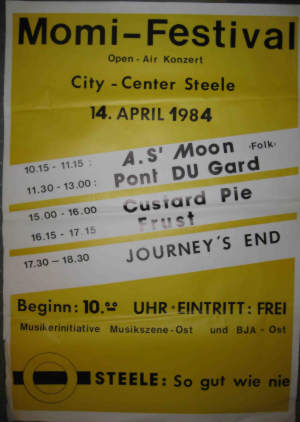 Momi-Festival
Open-Air Konzert
City-Center Steele
14. APRIL 1984
10.15 - 11.15 : A.S' Moon ‹Folk›
11.30 - 13.00 : Pont DU Gard
15.00 - 16.00 Custard Pie
16.15 - 17.15 Frust
17.30 - 18.30 JOURNEY'S END
Beginn: 10.00 UHR · EINTRITT: FREI
Musikerinitiative Musikszene-Ost und BJA - Ost
STEELE: So gut wie nie